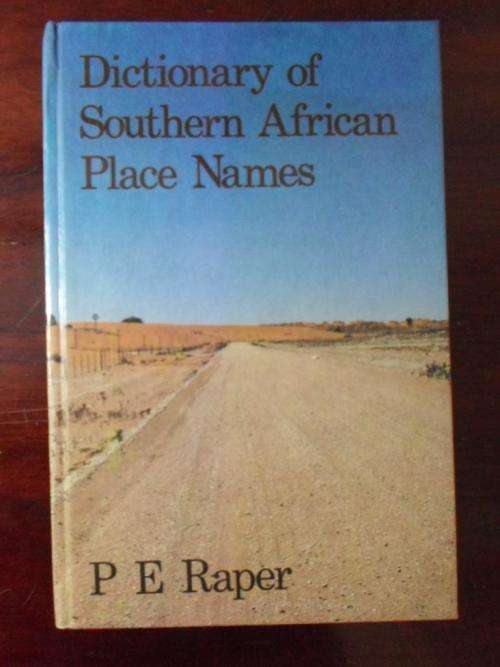 Dictionary of
Southern African
Place Names
P E Raper